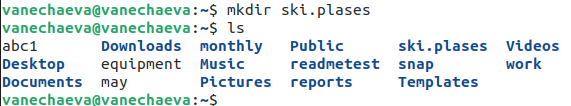 vanechaeva@vanechaeva:~$ mkdir ski.plases
vanechaeva@vanechaeva:~$ ls
abc1 Downloads monthly Public ski.plases Videos
Desktop equipment Music readmetest snap work
Documents may Pictures reports Templates
vanechaeva@vanechaeva:~$